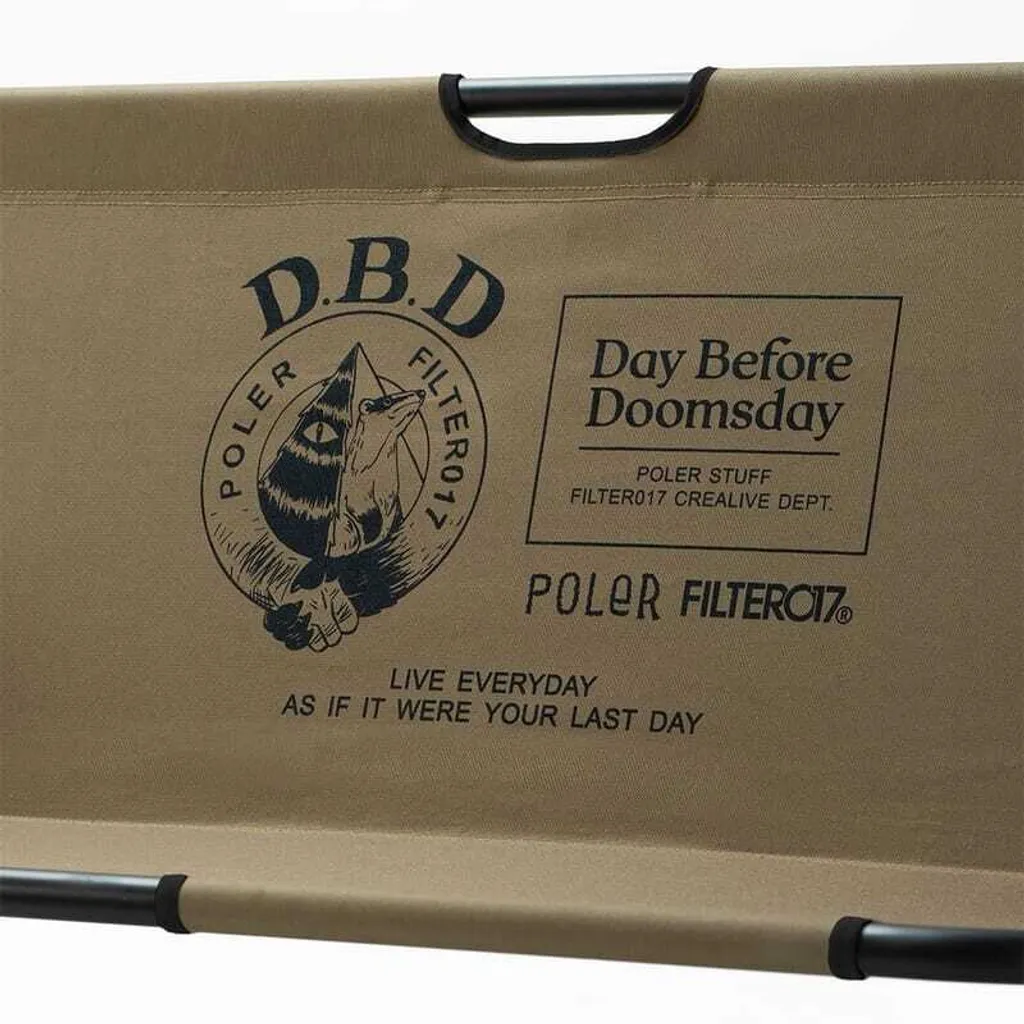 D.B.D
POLER
FILTER017
Day Before
Doomsday
POLER STUFF
FILTER017 CREALIVE DEPT.
POLeR FILTER017®
LIVE EVERYDAY
AS IF IT WERE YOUR LAST DAY